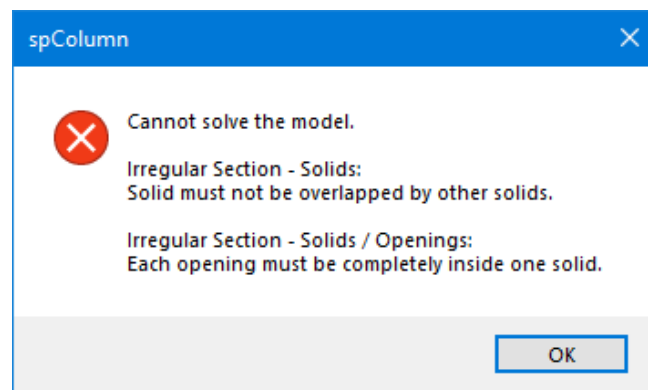 spColumn
Cannot solve the model.
Irregular Section - Solids:
Solid must not be overlapped by other solids.
Irregular Section - Solids / Openings:
Each opening must be completely inside one solid.
OK